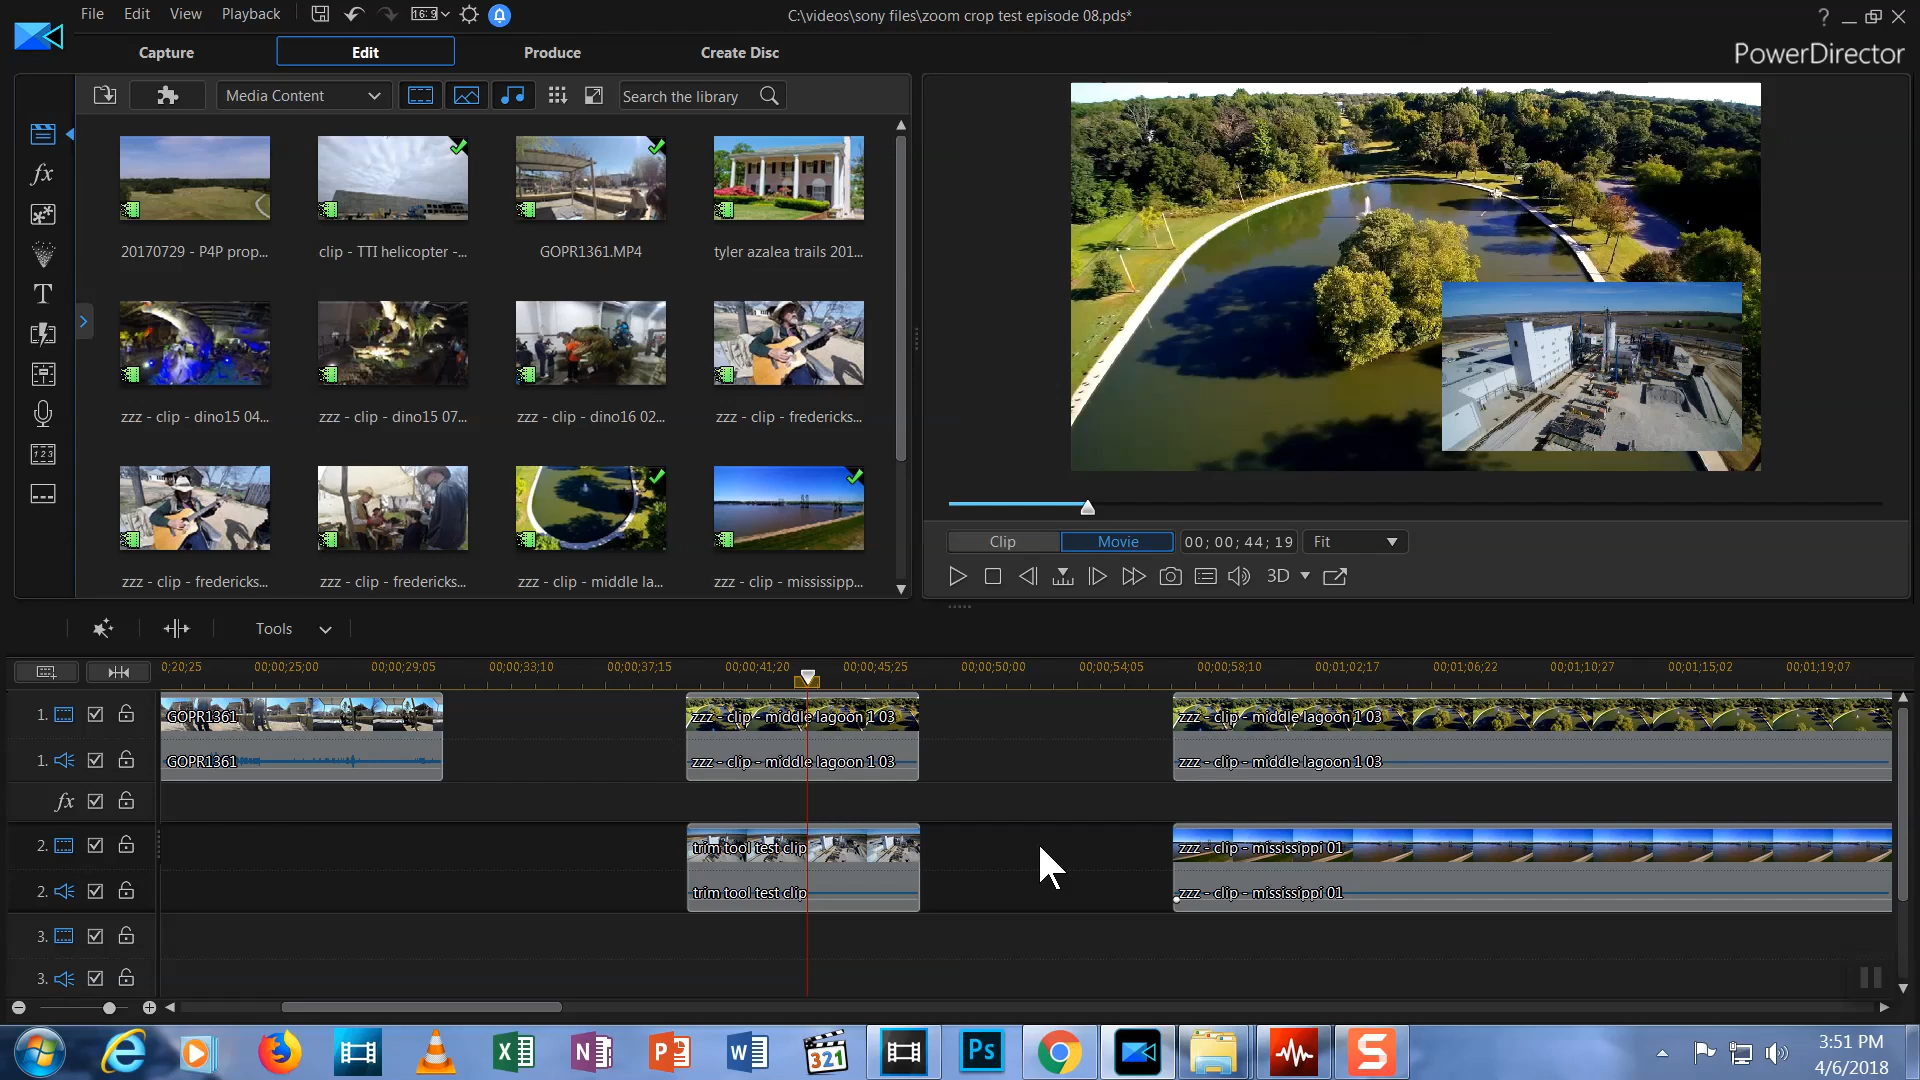 File Edit View Playback 16:9 C:\videos\sony files\zoom crop test episode 08.pds* ?
Capture Edit Produce Create Disc PowerDirector
Media Content Search the library
20170729 - P4P prop... clip - TTI helicopter -... GOPR1361.MP4 tyler azalea trails 201...
zzz - clip - dino15 04... zzz - clip - dino15 07... zzz - clip - dino16 02... zzz - clip - fredericks...
zzz - clip - fredericks... zzz - clip - fredericks... zzz - clip - middle la... zzz - clip - mississipp...
fx
T
1 2 3
Clip Movie 00; 00; 44; 19 Fit
3D
Tools
0;20;25 00;00;25;00 00;00;29;05 00;00;33;10 00;00;37;15 00;00;41;20 00;00;45;25 00;00;50;00 00;00;54;05 00;00;58;10 00;01;02;17 00;01;06;22 00;01;10;27 00;01;15;02 00;01;19;07
1. GOPR1361 zzz - clip - middle lagoon 1 03 zzz - clip - middle lagoon 1 03
1. GOPR1361 zzz - clip - middle lagoon 1 03 zzz - clip - middle lagoon 1 03
fx
2. trim tool test clip zzz - clip - mississippi 01
2. trim tool test clip zzz - clip - mississippi 01
3.
3.
321 Ps S 3:51 PM
4/6/2018